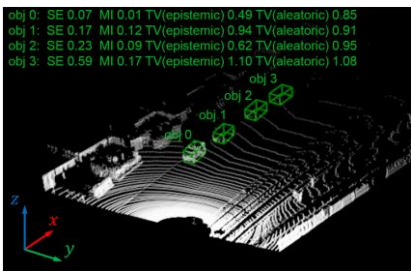 obj 0: SE 0.07 MI 0.01 TV(epistemic) 0.49 TV(aleatoric) 0.85
obj 1: SE 0.17 MI 0.12 TV(epistemic) 0.94 TV(aleatoric) 0.91
obj 2: SE 0.23 MI 0.09 TV(epistemic) 0.62 TV(aleatoric) 0.95
obj 3: SE 0.59 MI 0.17 TV(epistemic) 1.10 TV(aleatoric) 1.08
obj 3
obj 2
obj 1
obj 0
z
x
y